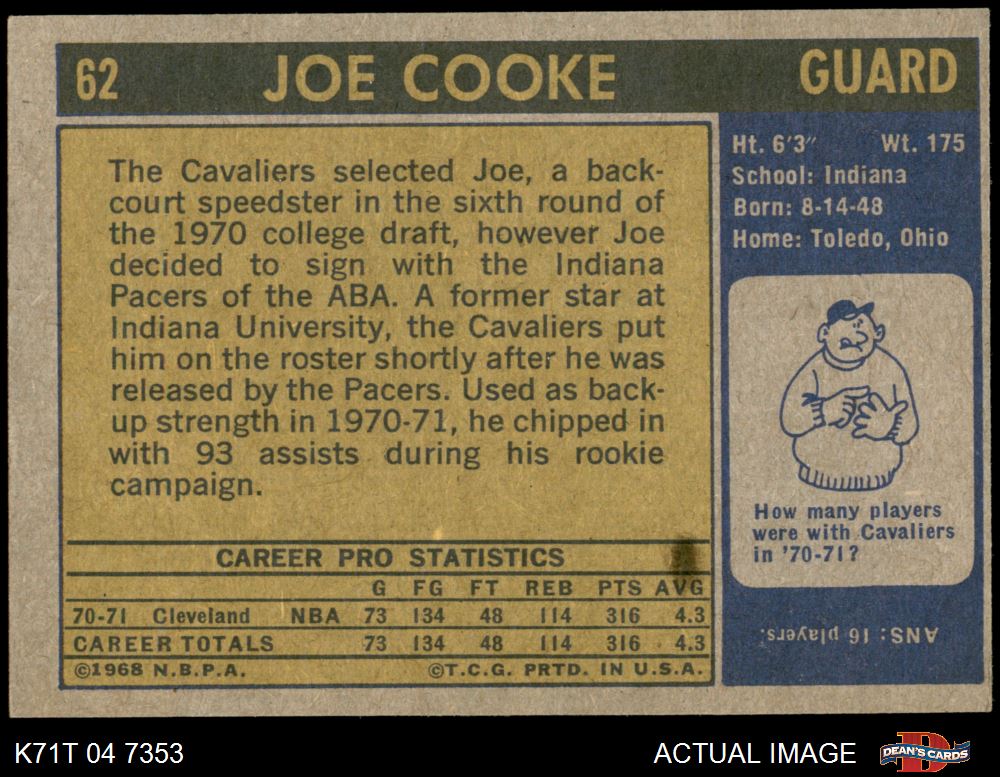 62 JOE COOKE GUARD
The Cavaliers selected Joe, a back-
court speedster in the sixth round of
the 1970 college draft, however Joe
decided to sign with the Indiana
Pacers of the ABA. A former star at
Indiana University, the Cavaliers put
him on the roster shortly after he was
released by the Pacers. Used as back-
up strength in 1970-71, he chipped in
with 93 assists during his rookie
campaign.
CAREER PRO STATISTICS
G FG FT REB PTS AVG
70-71 Cleveland NBA 73 134 48 114 316 4.3
CAREER TOTALS 73 134 48 114 316 4.3
©1968 N.B.P.A. ©T.C.G. PRTD. IN U.S.A.
Ht. 6'3" Wt. 175
School: Indiana
Born: 8-14-48
Home: Toledo, Ohio
How many players
were with Cavaliers
in '70-71?
ANS: 16 players.
K71T 04 7353 ACTUAL IMAGE D DEAN'S CARDS